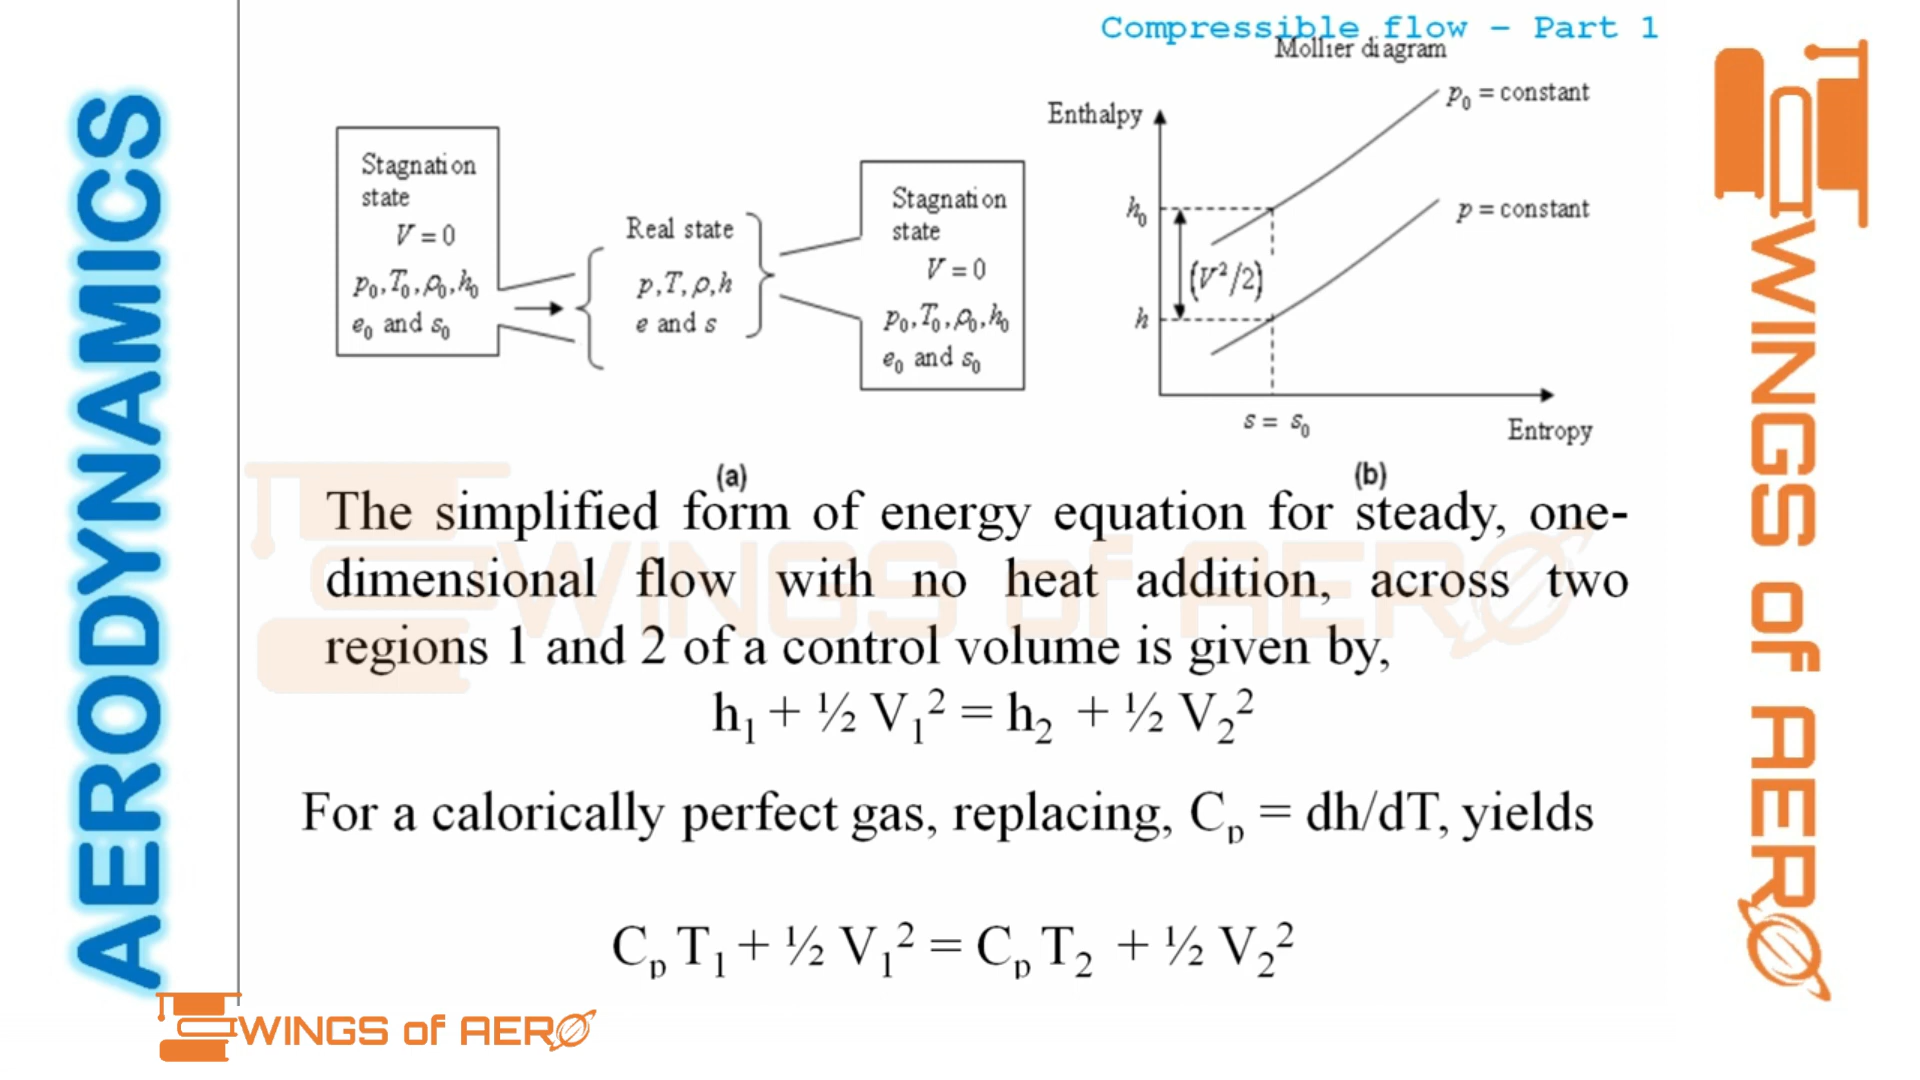 Compressible flow – Part 1
AERODYNAMICS
Stagnation
state
V = 0
p₀, T₀, ρ₀, h₀
e₀ and s₀
Real state
p, T, ρ, h
e and s
Stagnation
state
V = 0
p₀, T₀, ρ₀, h₀
e₀ and s₀
(a)
Mollier diagram
Enthalpy
p₀ = constant
p = constant
h₀
(V²/2)
h
s = s₀
Entropy
(b)
The simplified form of energy equation for steady, one-
dimensional flow with no heat addition, across two
regions 1 and 2 of a control volume is given by,
h₁ + ½ V₁² = h₂ + ½ V₂²
For a calorically perfect gas, replacing, Cₚ = dh/dT, yields
Cₚ T₁ + ½ V₁² = Cₚ T₂ + ½ V₂²
WINGS of AERO
WINGS of AERO
WINGS of AERO